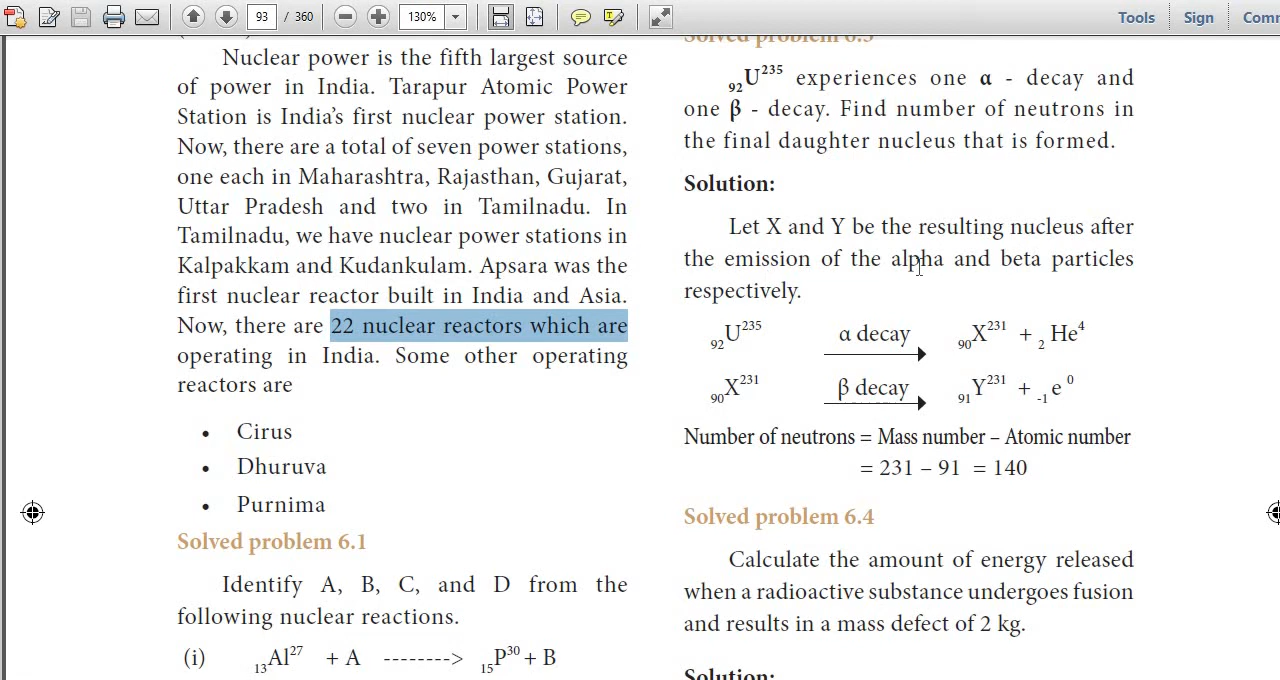 93 / 360 130% Tools Sign Comm
Nuclear power is the fifth largest source
of power in India. Tarapur Atomic Power
Station is India's first nuclear power station.
Now, there are a total of seven power stations,
one each in Maharashtra, Rajasthan, Gujarat,
Uttar Pradesh and two in Tamilnadu. In
Tamilnadu, we have nuclear power stations in
Kalpakkam and Kudankulam. Apsara was the
first nuclear reactor built in India and Asia.
Now, there are 22 nuclear reactors which are
operating in India. Some other operating
reactors are
• Cirus
• Dhuruva
• Purnima
Solved problem 6.1
Identify A, B, C, and D from the
following nuclear reactions.
(i) ₁₃Al²⁷ + A --------> ₁₅P³⁰ + B
Solved problem 6.3
₉₂U²³⁵ experiences one α - decay and
one β - decay. Find number of neutrons in
the final daughter nucleus that is formed.
Solution:
Let X and Y be the resulting nucleus after
the emission of the alpha and beta particles
respectively.
₉₂U²³⁵ α decay → ₉₀X²³¹ + ₂He⁴
₉₀X²³¹ β decay → ₉₁Y²³¹ + ₋₁e⁰
Number of neutrons = Mass number – Atomic number
= 231 – 91 = 140
Solved problem 6.4
Calculate the amount of energy released
when a radioactive substance undergoes fusion
and results in a mass defect of 2 kg.
Solution: